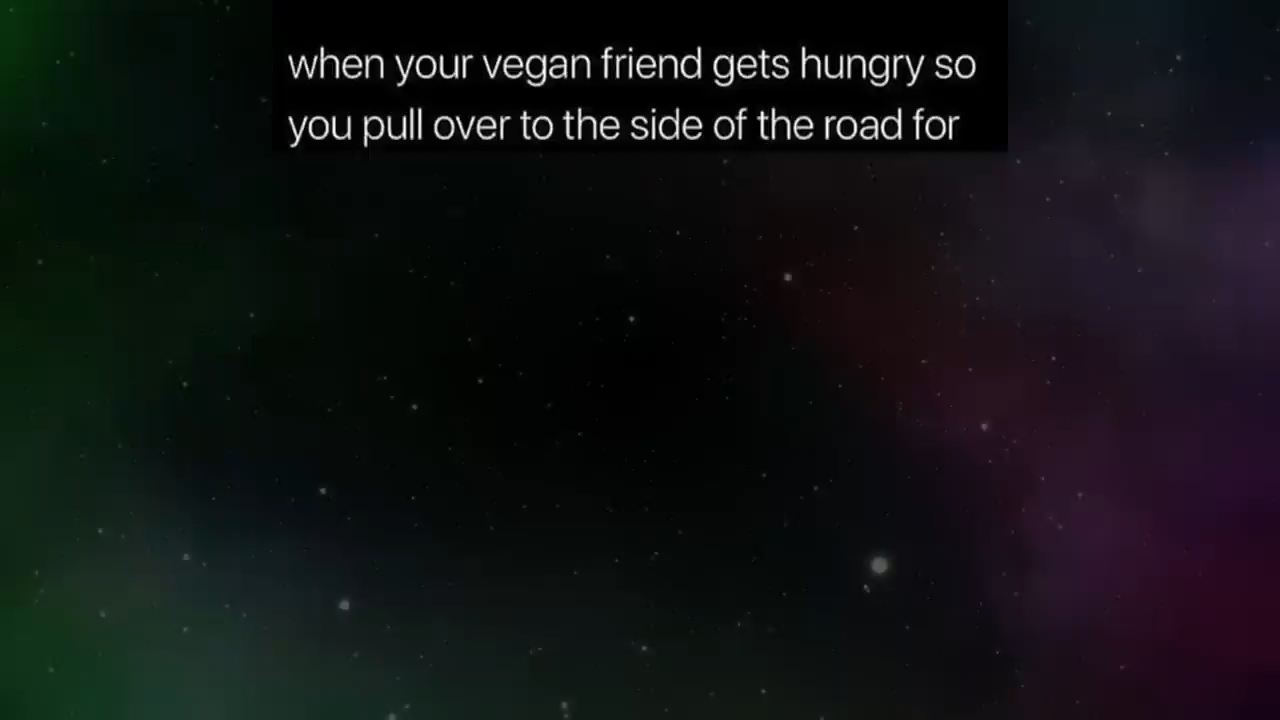 when your vegan friend gets hungry so
you pull over to the side of the road for